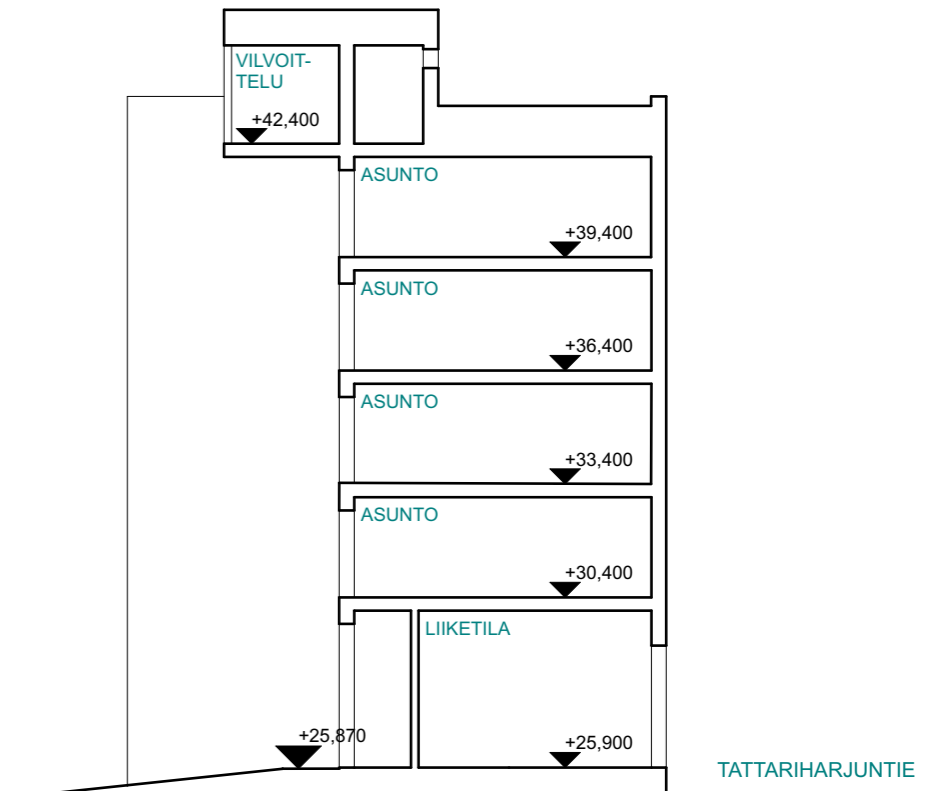 VILVOIT-
TELU
+42,400
ASUNTO
+39,400
ASUNTO
+36,400
ASUNTO
+33,400
ASUNTO
+30,400
LIIKETILA
+25,870
+25,900
TATTARIHARJUNTIE